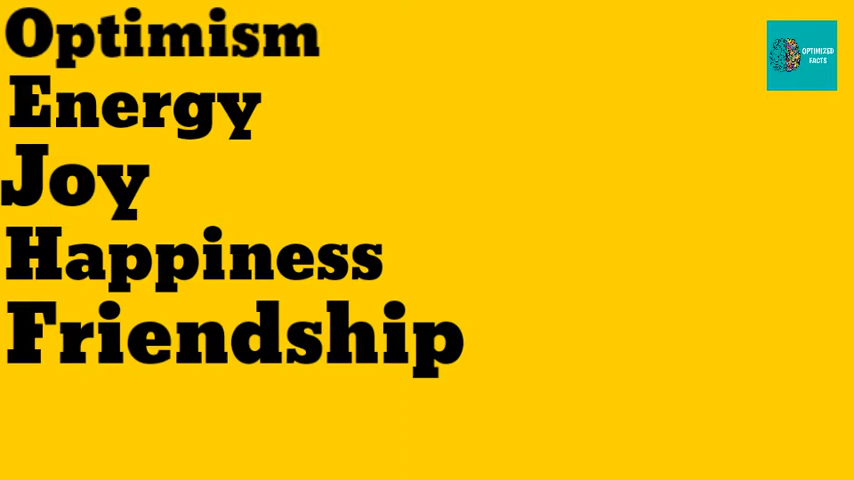 Optimism
Energy
Joy
Happiness
Friendship
OPTIMIZED
FACTS